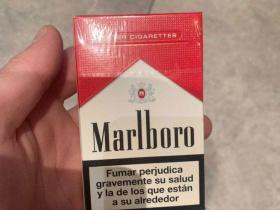 CIGARETTES
Marlboro
Fumar perjudica
gravemente su salud
y la de los que están
a su alrededor